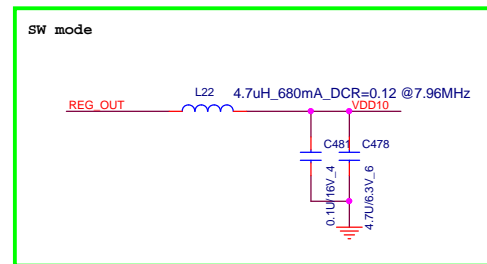 SW mode
L22
4.7uH_680mA_DCR=0.12 @7.96MHz
REG_OUT
VDD10
C481
C478
0.1U/16V_4
4.7U/6.3V_6